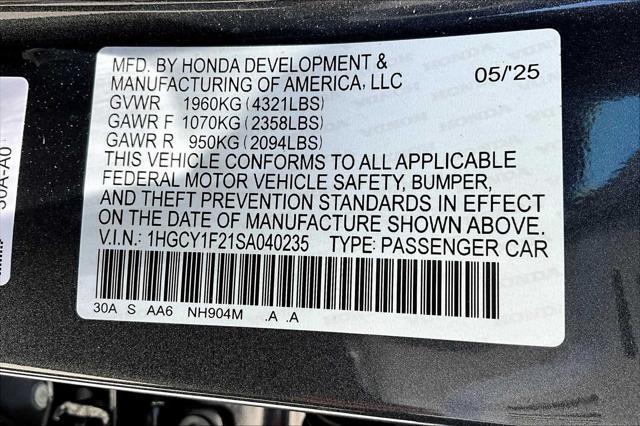 MFD. BY HONDA DEVELOPMENT &
MANUFACTURING OF AMERICA, LLC 05/'25
GVWR 1960KG (4321LBS)
GAWR F 1070KG (2358LBS)
GAWR R 950KG (2094LBS)
THIS VEHICLE CONFORMS TO ALL APPLICABLE
FEDERAL MOTOR VEHICLE SAFETY, BUMPER,
AND THEFT PREVENTION STANDARDS IN EFFECT
ON THE DATE OF MANUFACTURE SHOWN ABOVE.
V.I.N.: 1HGCY1F21SA040235 TYPE: PASSENGER CAR
30A S AA6 NH904M .A .A
30A-A0